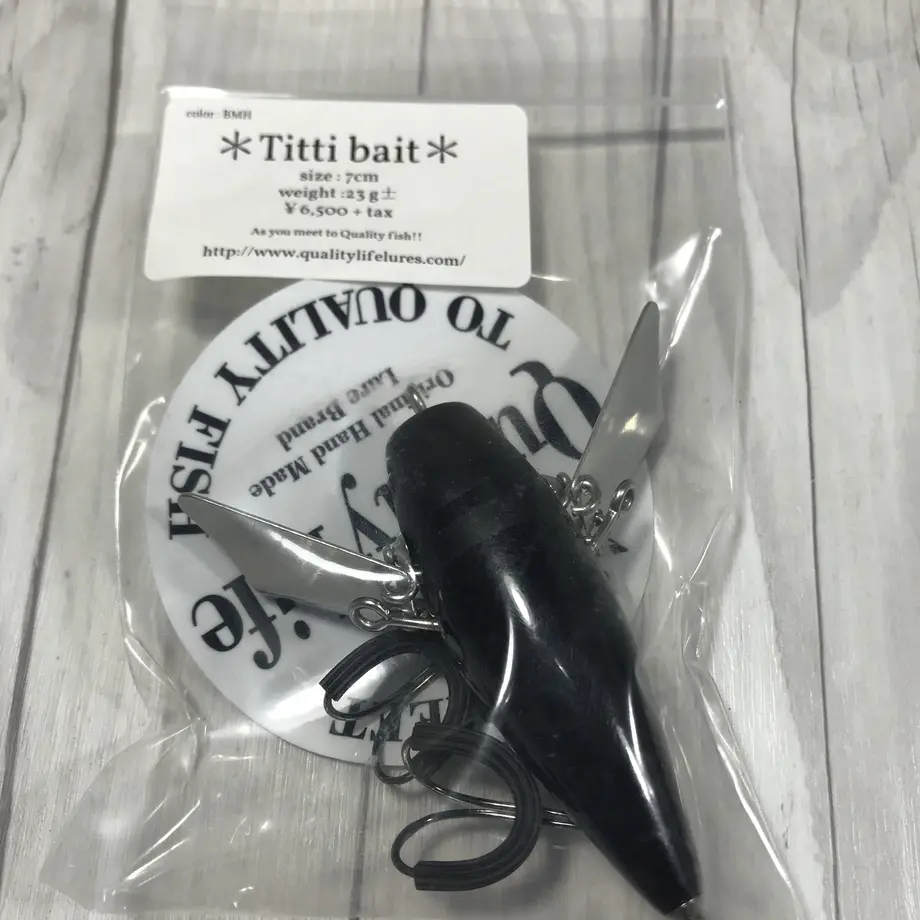 color : BMH
＊Titti bait＊
size : 7cm
weight :23 g±
¥6,500 + tax
As you meet to Quality fish!!
http://www.qualitylifelures.com/
TO QUALITY FISH
Original Hand Made
Lure Brand